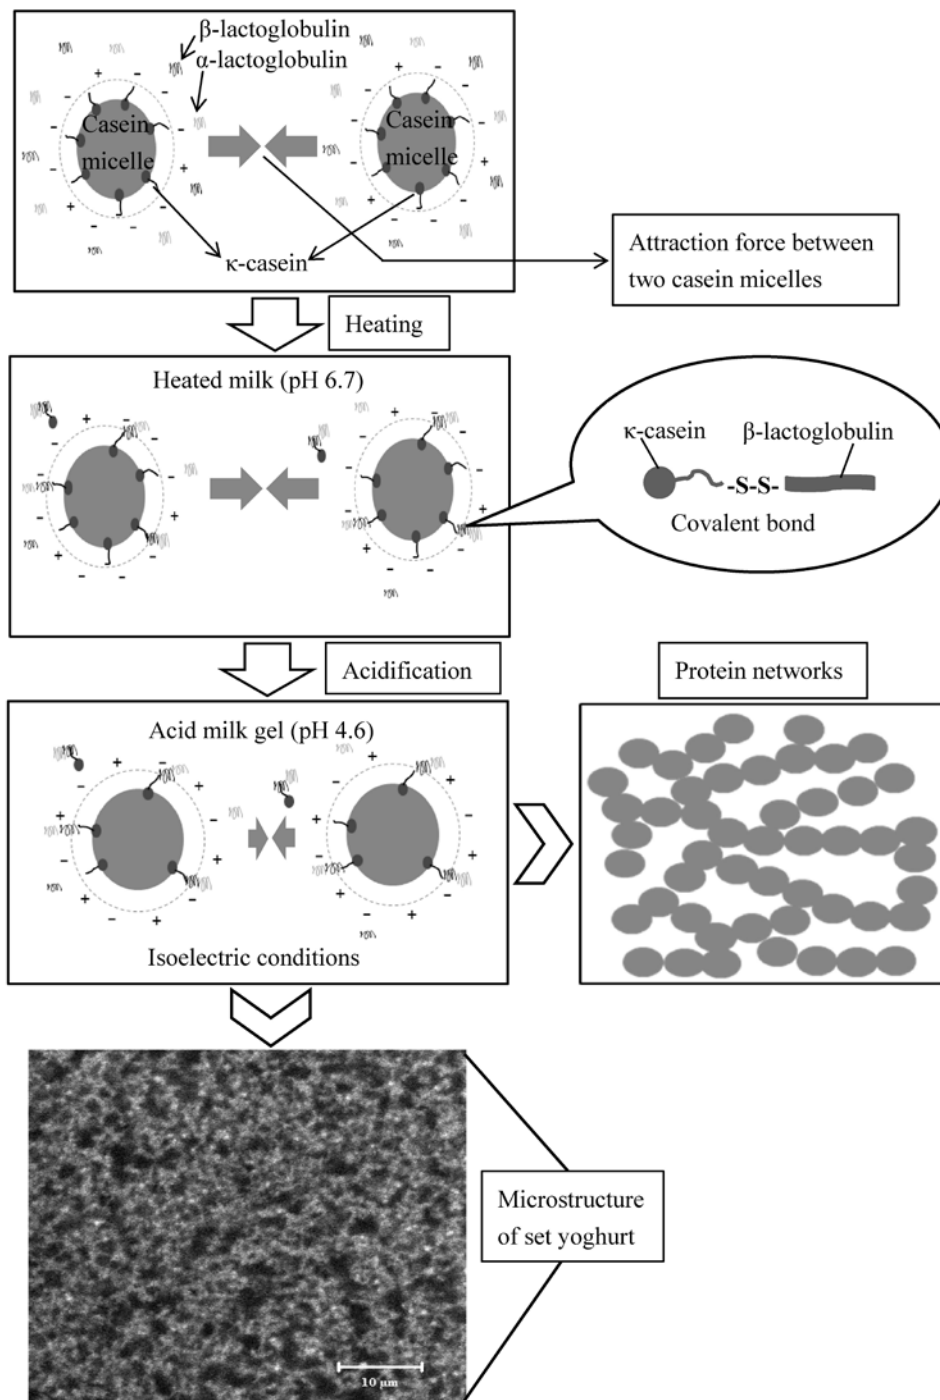 β-lactoglobulin
α-lactoglobulin
Casein
micelle
Casein
micelle
κ-casein
Attraction force between
two casein micelles
Heating
Heated milk (pH 6.7)
κ-casein
β-lactoglobulin
-S-S-
Covalent bond
Acidification
Protein networks
Acid milk gel (pH 4.6)
Isoelectric conditions
Microstructure
of set yoghurt
10 μm